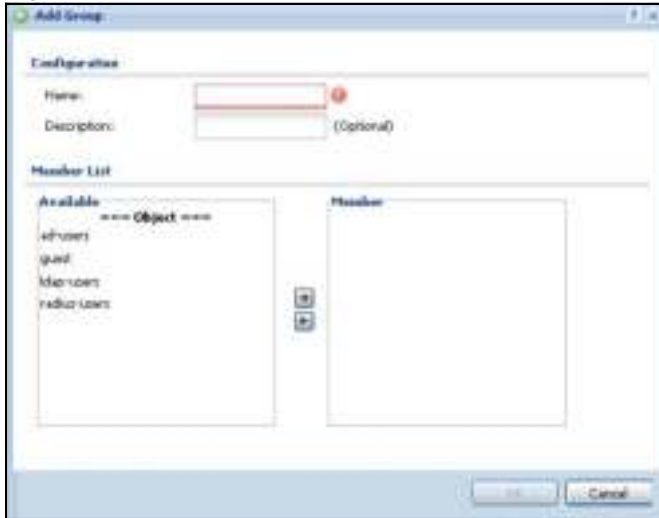 Add Group
Configuration
Name:
Description:
(Optional)
Member List
Available
=== Object ===
ad-users
guest
ldap-users
radius-users
Member
OK
Cancel